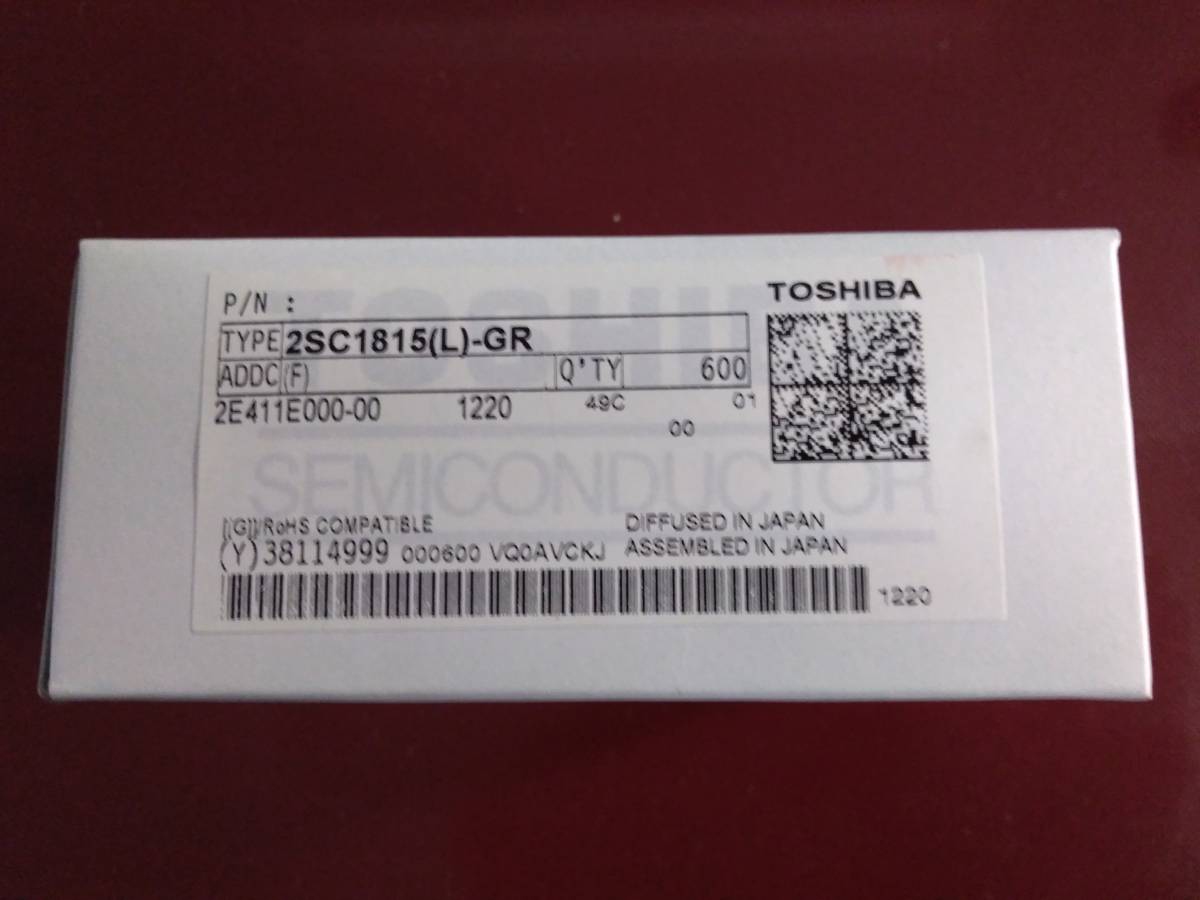 P/N :
TOSHIBA
TYPE 2SC1815(L)-GR
ADDC (F) Q'TY 600
2E411E000-00 1220 49C 01
00
TOSHIBA
SEMICONDUCTOR
[[G]]/RoHS COMPATIBLE DIFFUSED IN JAPAN
(Y)38114999 000600 VQ0AVCKJ ASSEMBLED IN JAPAN
1220